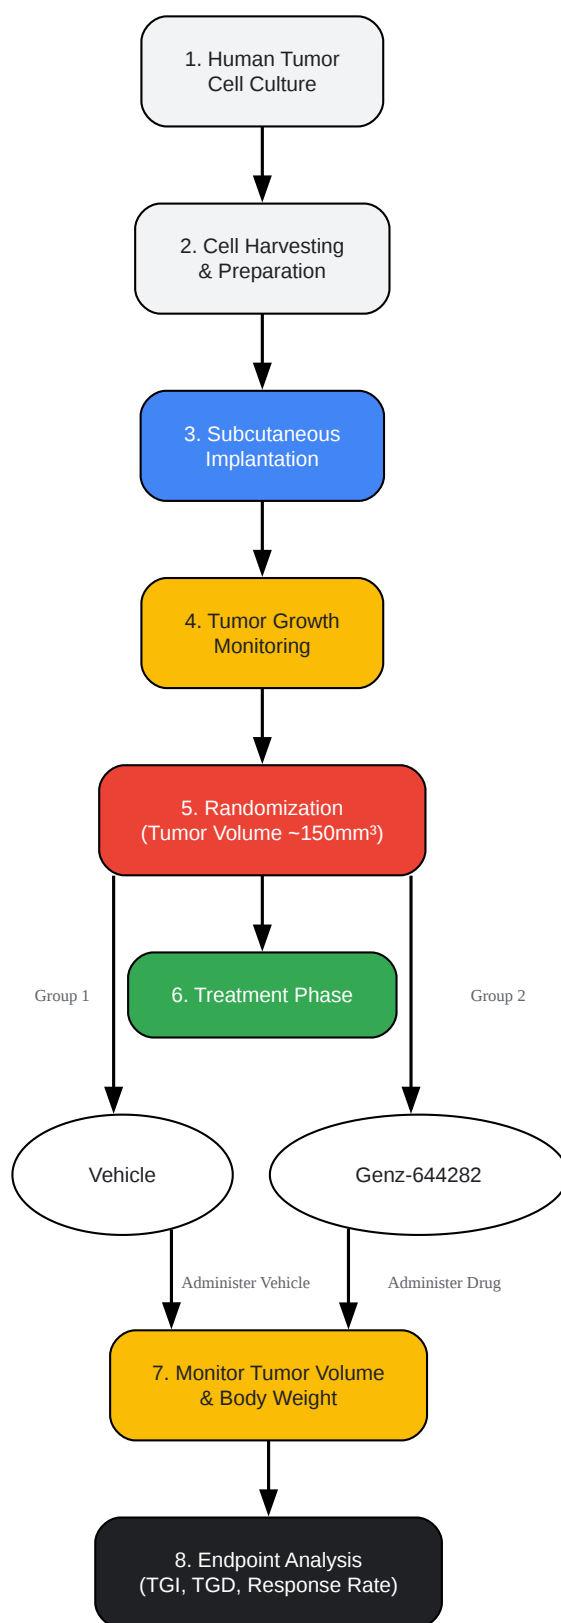 1. Human Tumor
Cell Culture
2. Cell Harvesting
& Preparation
3. Subcutaneous
Implantation
4. Tumor Growth
Monitoring
5. Randomization
(Tumor Volume ~150mm³)
Group 1
6. Treatment Phase
Group 2
Vehicle
Genz-644282
Administer Vehicle
Administer Drug
7. Monitor Tumor Volume
& Body Weight
8. Endpoint Analysis
(TGI, TGD, Response Rate)